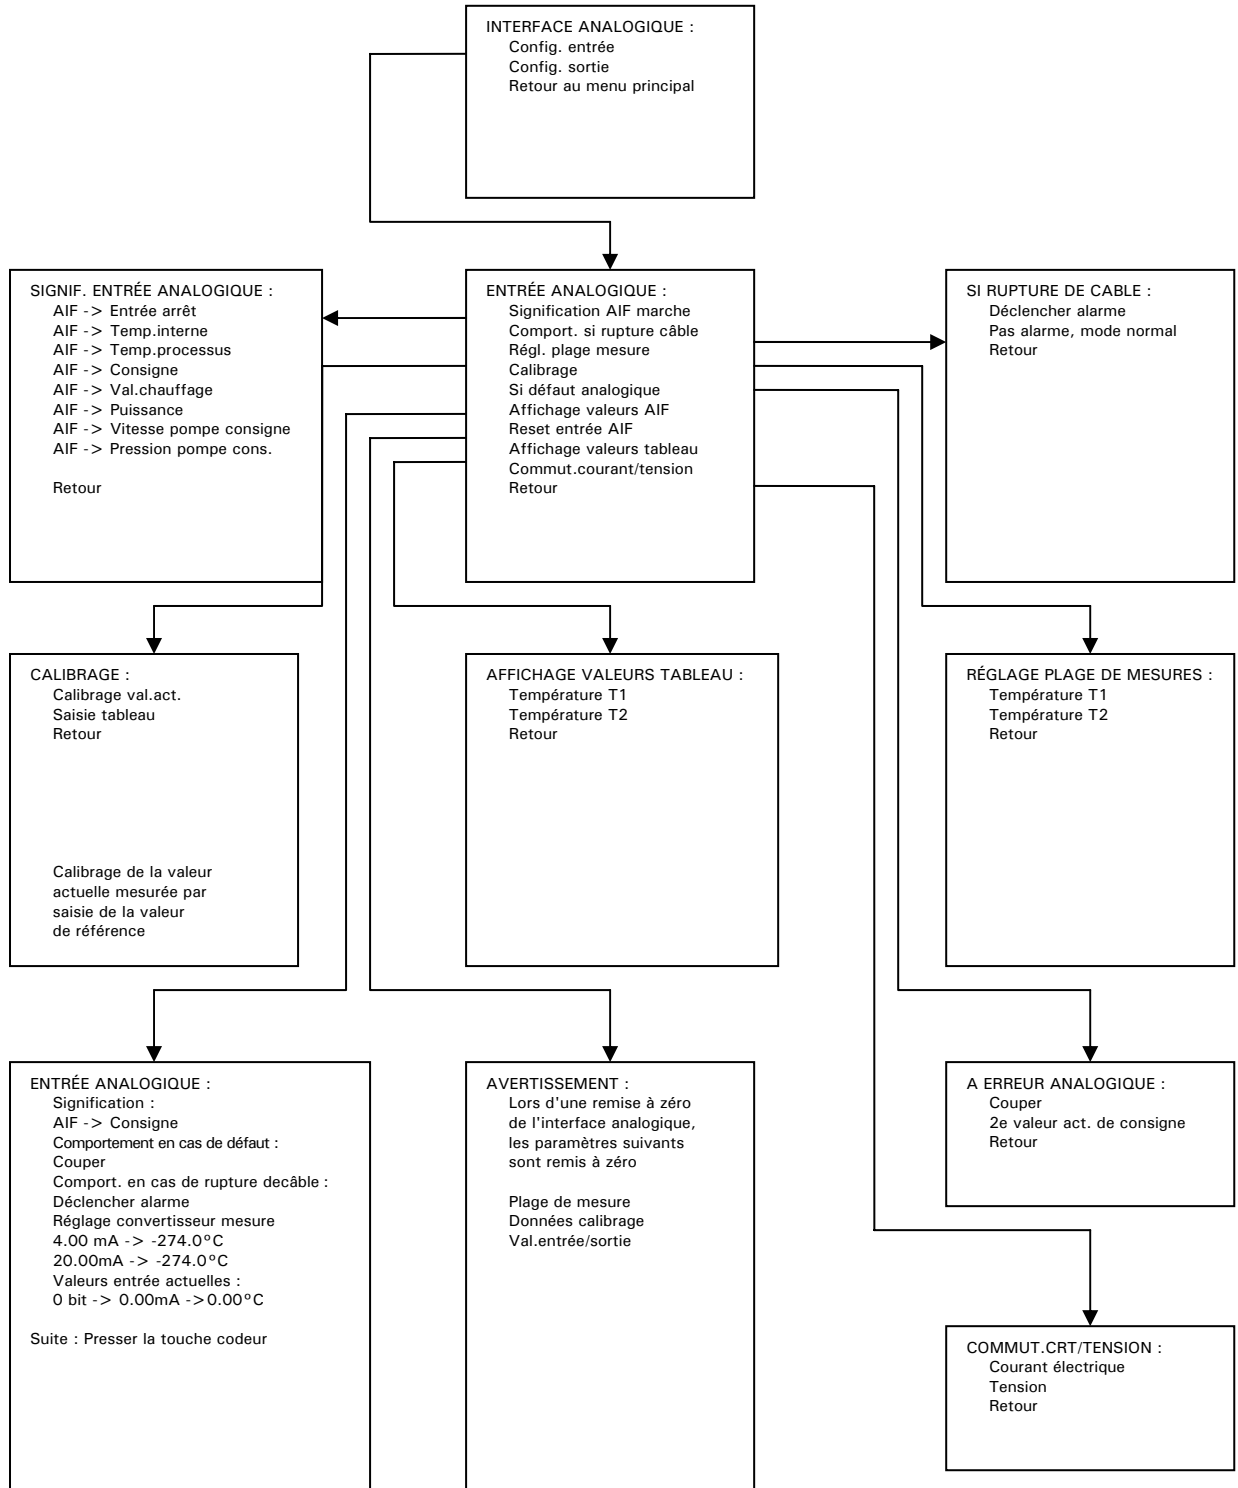 INTERFACE ANALOGIQUE :
Config. entrée
Config. sortie
Retour au menu principal
SIGNIF. ENTRÉE ANALOGIQUE :
AIF -> Entrée arrêt
AIF -> Temp.interne
AIF -> Temp.processus
AIF -> Consigne
AIF -> Val.chauffage
AIF -> Puissance
AIF -> Vitesse pompe consigne
AIF -> Pression pompe cons.
Retour
ENTRÉE ANALOGIQUE :
Signification AIF marche
Comport. si rupture câble
Régl. plage mesure
Calibrage
Si défaut analogique
Affichage valeurs AIF
Reset entrée AIF
Affichage valeurs tableau
Commut.courant/tension
Retour
SI RUPTURE DE CABLE :
Déclencher alarme
Pas alarme, mode normal
Retour
CALIBRAGE :
Calibrage val.act.
Saisie tableau
Retour
Calibrage de la valeur
actuelle mesurée par
saisie de la valeur
de référence
AFFICHAGE VALEURS TABLEAU :
Température T1
Température T2
Retour
RÉGLAGE PLAGE DE MESURES :
Température T1
Température T2
Retour
ENTRÉE ANALOGIQUE :
Signification :
AIF -> Consigne
Comportement en cas de défaut :
Couper
Comport. en cas de rupture decâble :
Déclencher alarme
Réglage convertisseur mesure
4.00 mA -> -274.0°C
20.00mA -> -274.0°C
Valeurs entrée actuelles :
0 bit -> 0.00mA ->0.00°C
Suite : Presser la touche codeur
AVERTISSEMENT :
Lors d'une remise à zéro
de l'interface analogique,
les paramètres suivants
sont remis à zéro
Plage de mesure
Données calibrage
Val.entrée/sortie
A ERREUR ANALOGIQUE :
Couper
2e valeur act. de consigne
Retour
COMMUT.CRT/TENSION :
Courant électrique
Tension
Retour